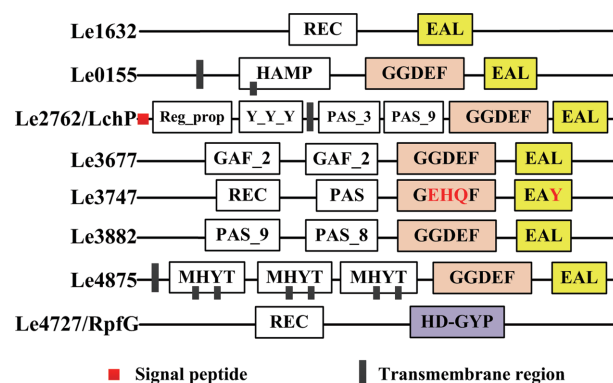 Le1632 REC EAL
Le0155 HAMP GGDEF EAL
Le2762/LchP Reg_prop Y_Y_Y PAS_3 PAS_9 GGDEF EAL
Le3677 GAF_2 GAF_2 GGDEF EAL
Le3747 REC PAS GEHQF EAY
Le3882 PAS_9 PAS_8 GGDEF EAL
Le4875 MHYT MHYT MHYT GGDEF EAL
Le4727/RpfG REC HD-GYP
Signal peptide Transmembrane region